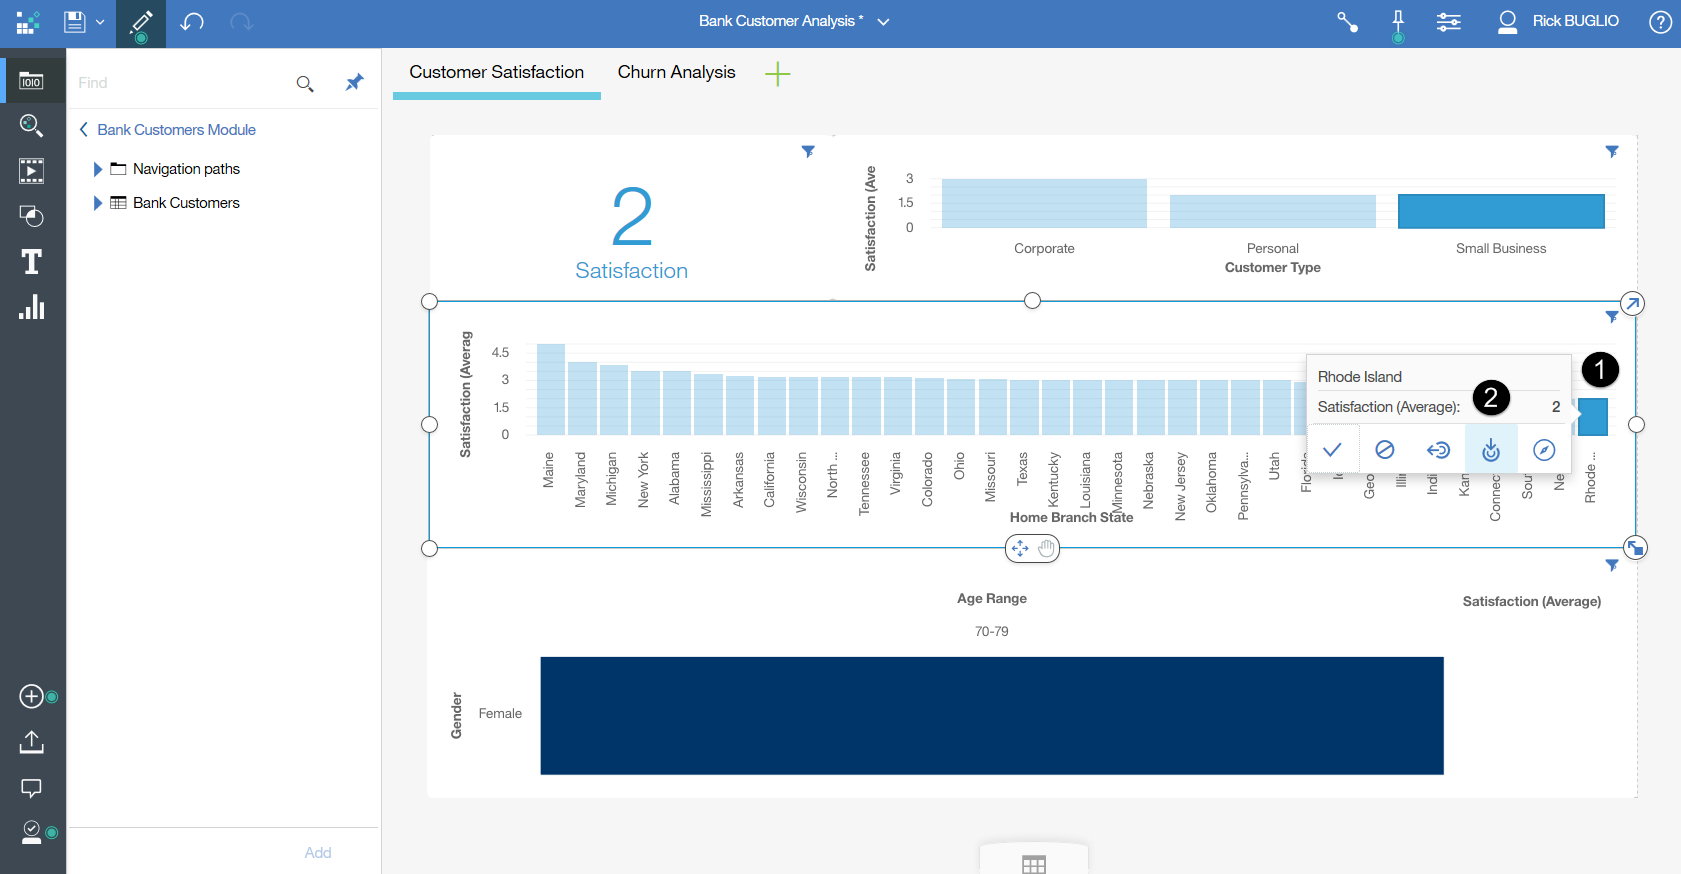 Bank Customer Analysis *
Rick BUGLIO
?
Find
Bank Customers Module
Navigation paths
Bank Customers
Add
Customer Satisfaction
Churn Analysis
2
Satisfaction
Satisfaction (Ave
3
1.5
0
Corporate
Personal
Small Business
Customer Type
Satisfaction (Averag
4.5
3
1.5
0
Maine
Maryland
Michigan
New York
Alabama
Mississippi
Arkansas
California
Wisconsin
North ...
Tennessee
Virginia
Colorado
Ohio
Missouri
Texas
Kentucky
Louisiana
Minnesota
Nebraska
New Jersey
Oklahoma
Pennsylva...
Utah
Geo
Indi
Kan
Connec
Sou
Ne
Rhode ...
Home Branch State
1
Rhode Island
2
Satisfaction (Average):
2
Age Range
70-79
Satisfaction (Average)
Gender
Female
T
1010